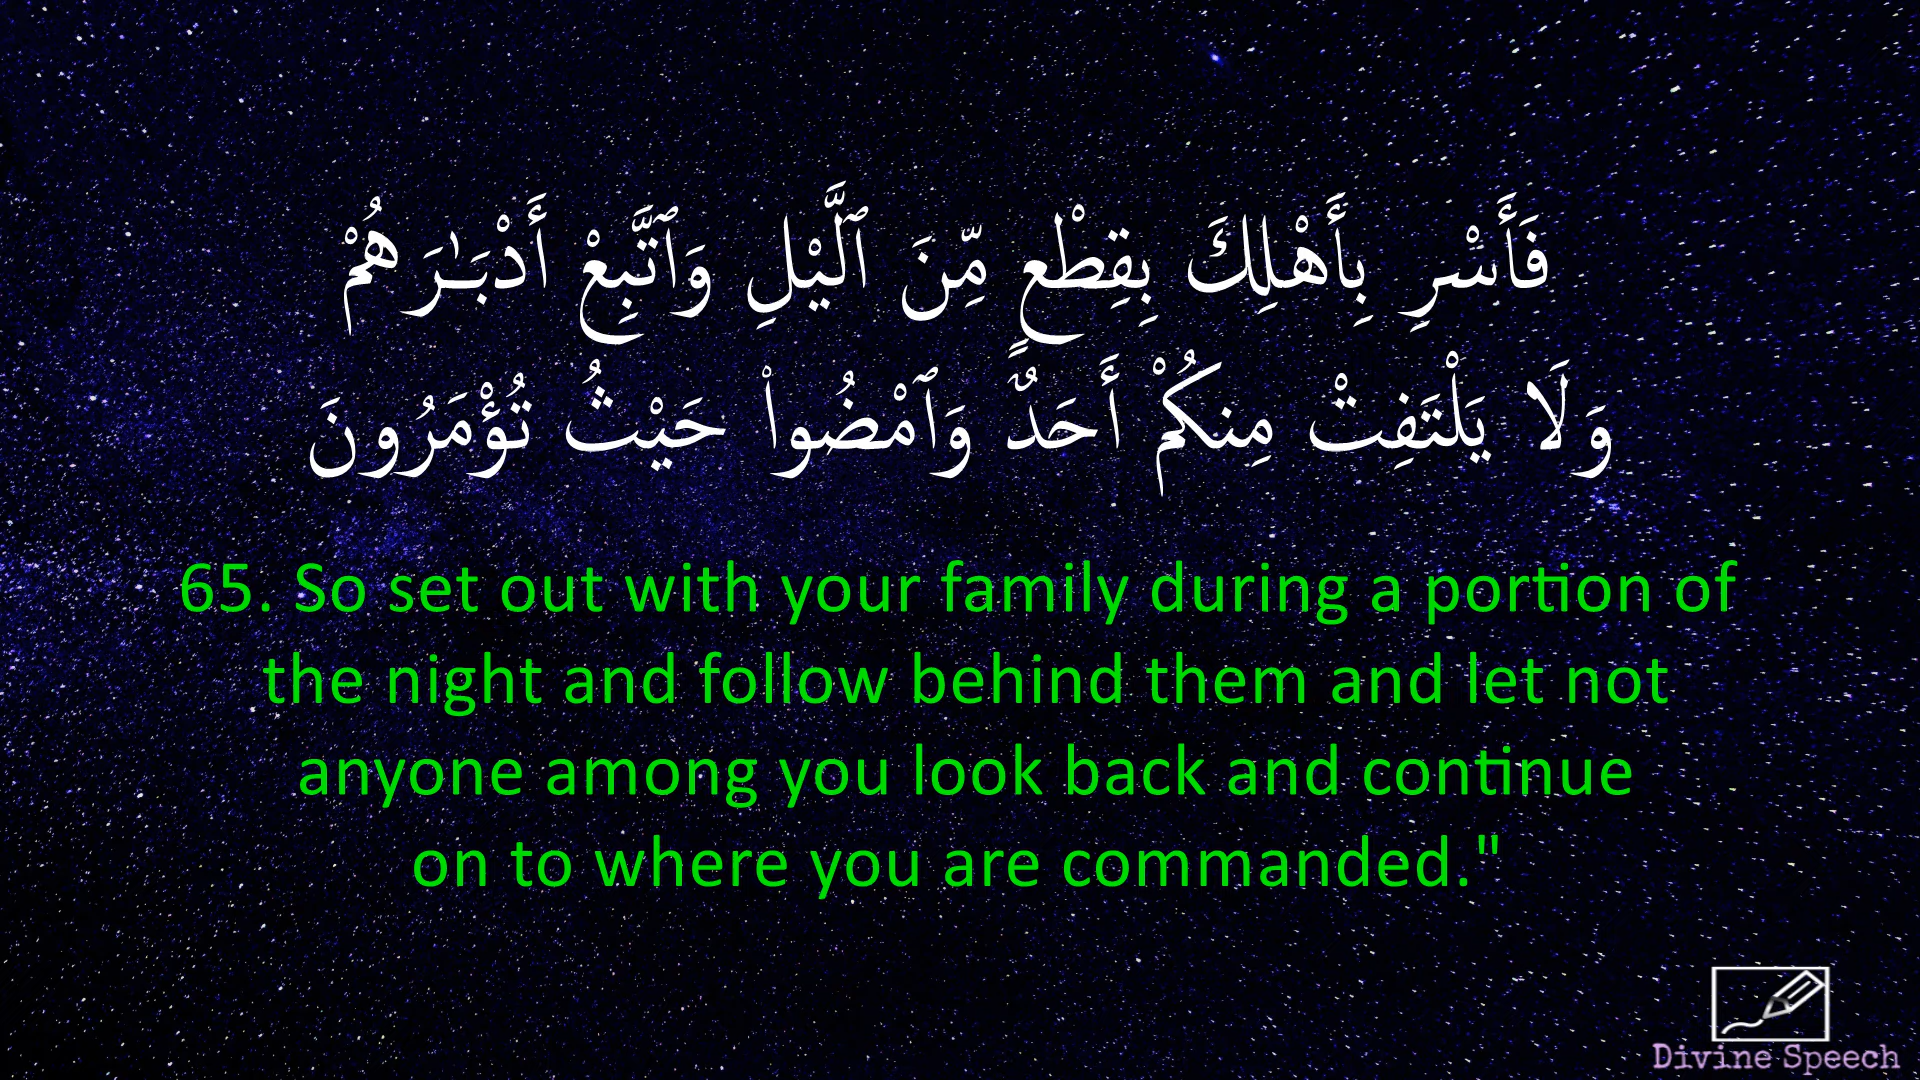 فَأَسْرِ بِأَهْلِكَ بِقِطْعٍ مِّنَ ٱلَّيْلِ وَٱتَّبِعْ أَدْبَـٰرَهُمْ
وَلَا يَلْتَفِتْ مِنكُمْ أَحَدٌ وَٱمْضُوا۟ حَيْثُ تُؤْمَرُونَ
65. So set out with your family during a portion of
the night and follow behind them and let not
anyone among you look back and continue
on to where you are commanded."
Divine Speech